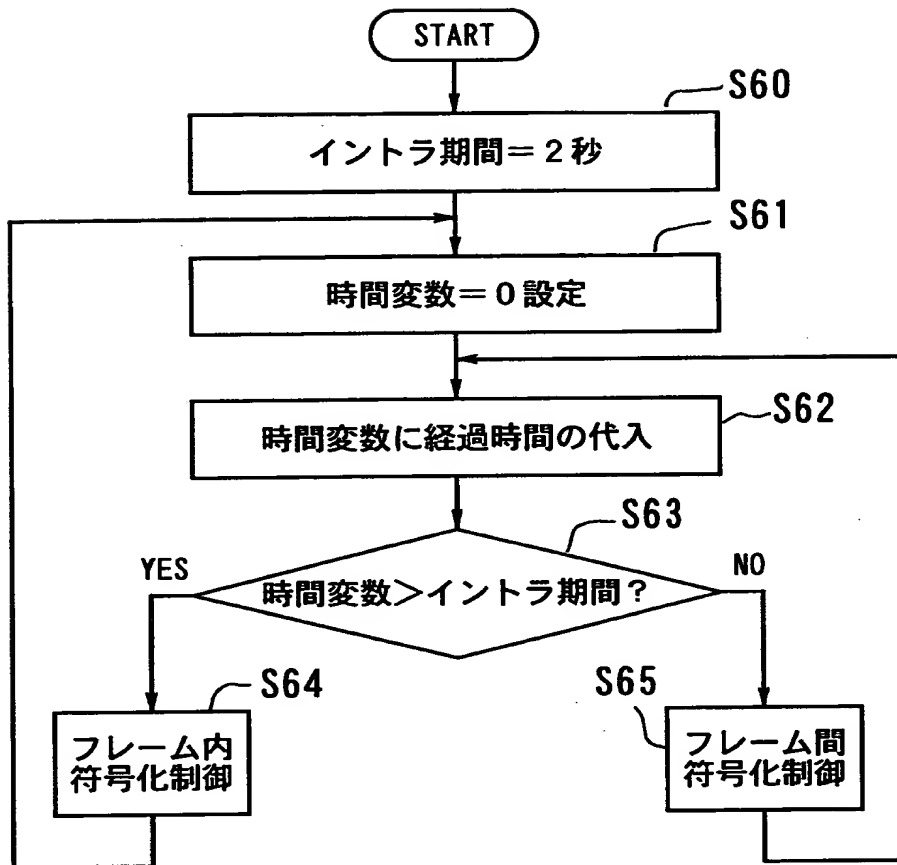 START
S60
イントラ期間=2秒
S61
時間変数=0設定
S62
時間変数に経過時間の代入
S63
YES
時間変数>イントラ期間?
NO
S64
フレーム内
符号化制御
S65
フレーム間
符号化制御